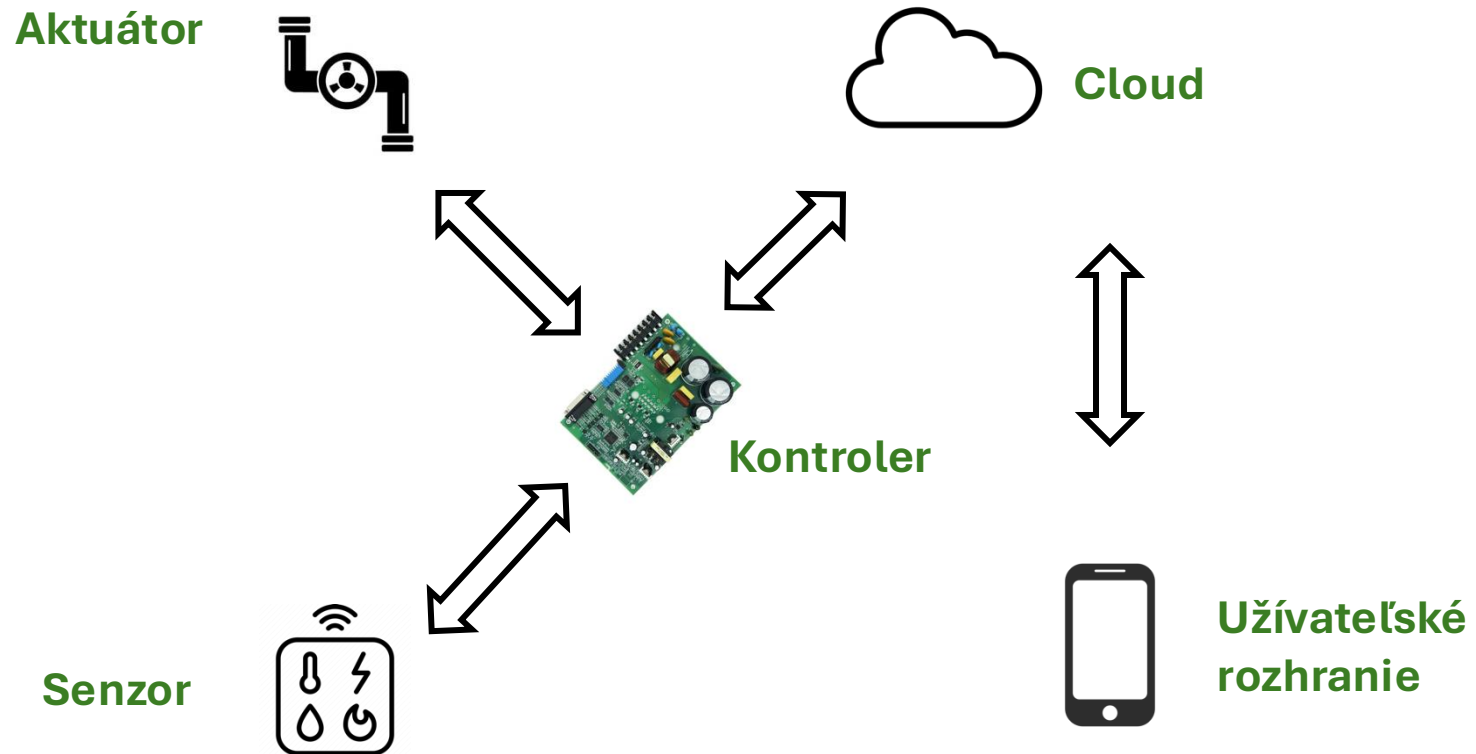 Aktuátor
Cloud
Kontroler
Senzor
Užívateľské
rozhranie